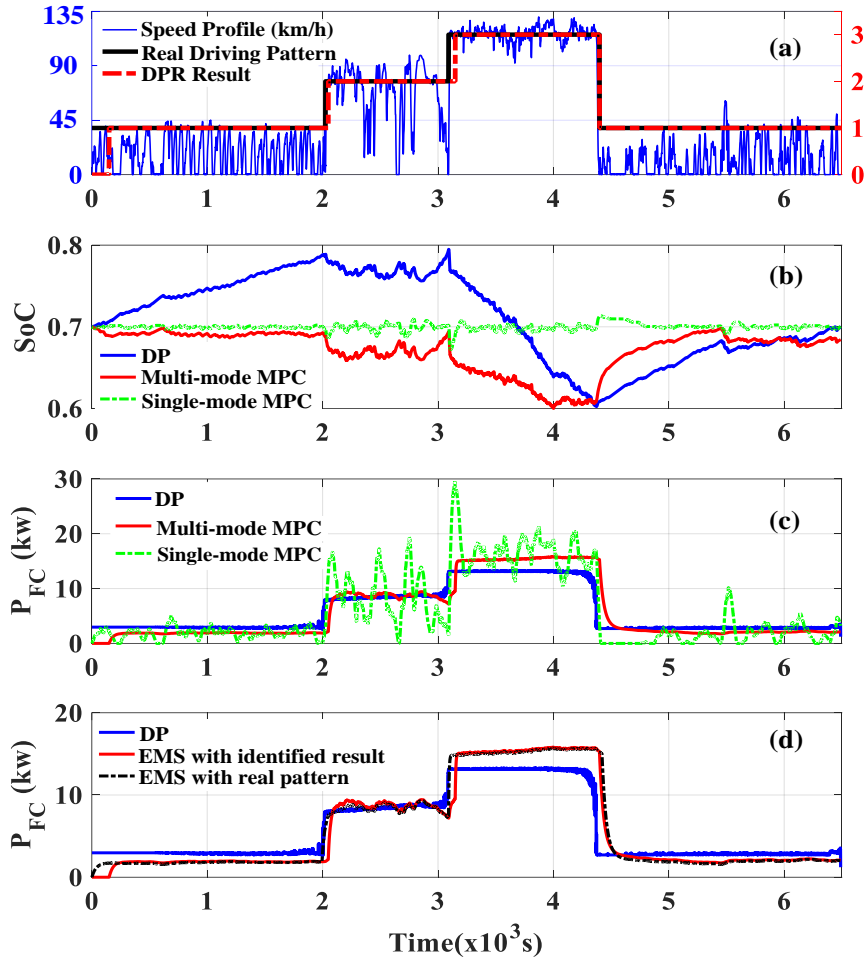 135
90
45
0
Speed Profile (km/h)
Real Driving Pattern
DPR Result
(a)
3
2
1
0
0 1 2 3 4 5 6
0.8
0.7
0.6
SoC
(b)
DP
Multi-mode MPC
Single-mode MPC
0 1 2 3 4 5 6
30
20
10
0
P_FC (kw)
(c)
DP
Multi-mode MPC
Single-mode MPC
0 1 2 3 4 5 6
20
10
0
P_FC (kw)
(d)
DP
EMS with identified result
EMS with real pattern
0 1 2 3 4 5 6
Time(x10³s)